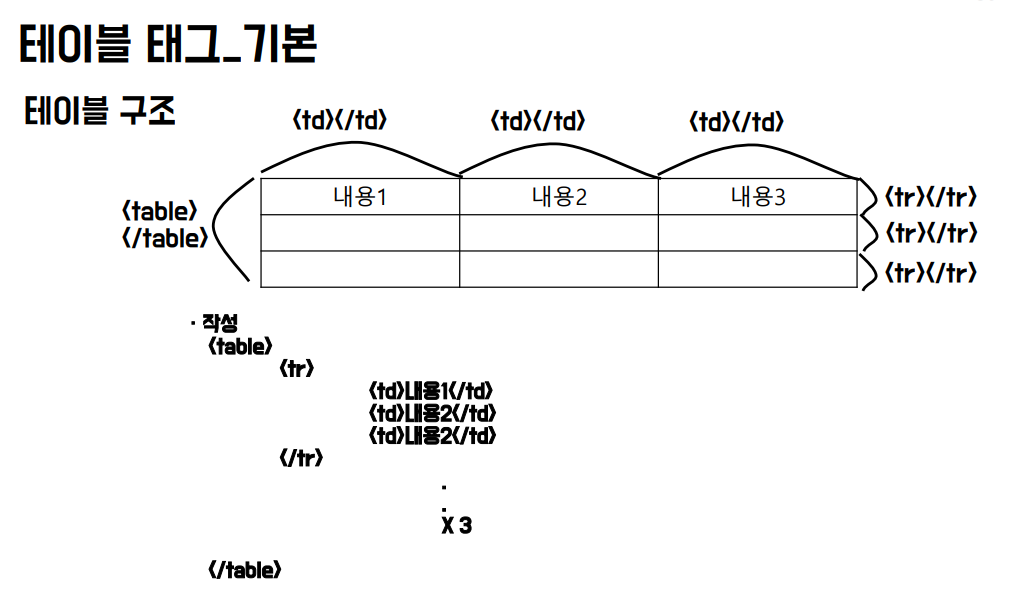 테이블 태그_기본
테이블 구조
<td></td> <td></td> <td></td>
내용1 내용2 내용3
<table>
</table>
<tr></tr>
<tr></tr>
<tr></tr>
· 작성
<table>
<tr>
<td>내용1</td>
<td>내용2</td>
<td>내용2</td>
</tr>
.
.
X 3
</table>